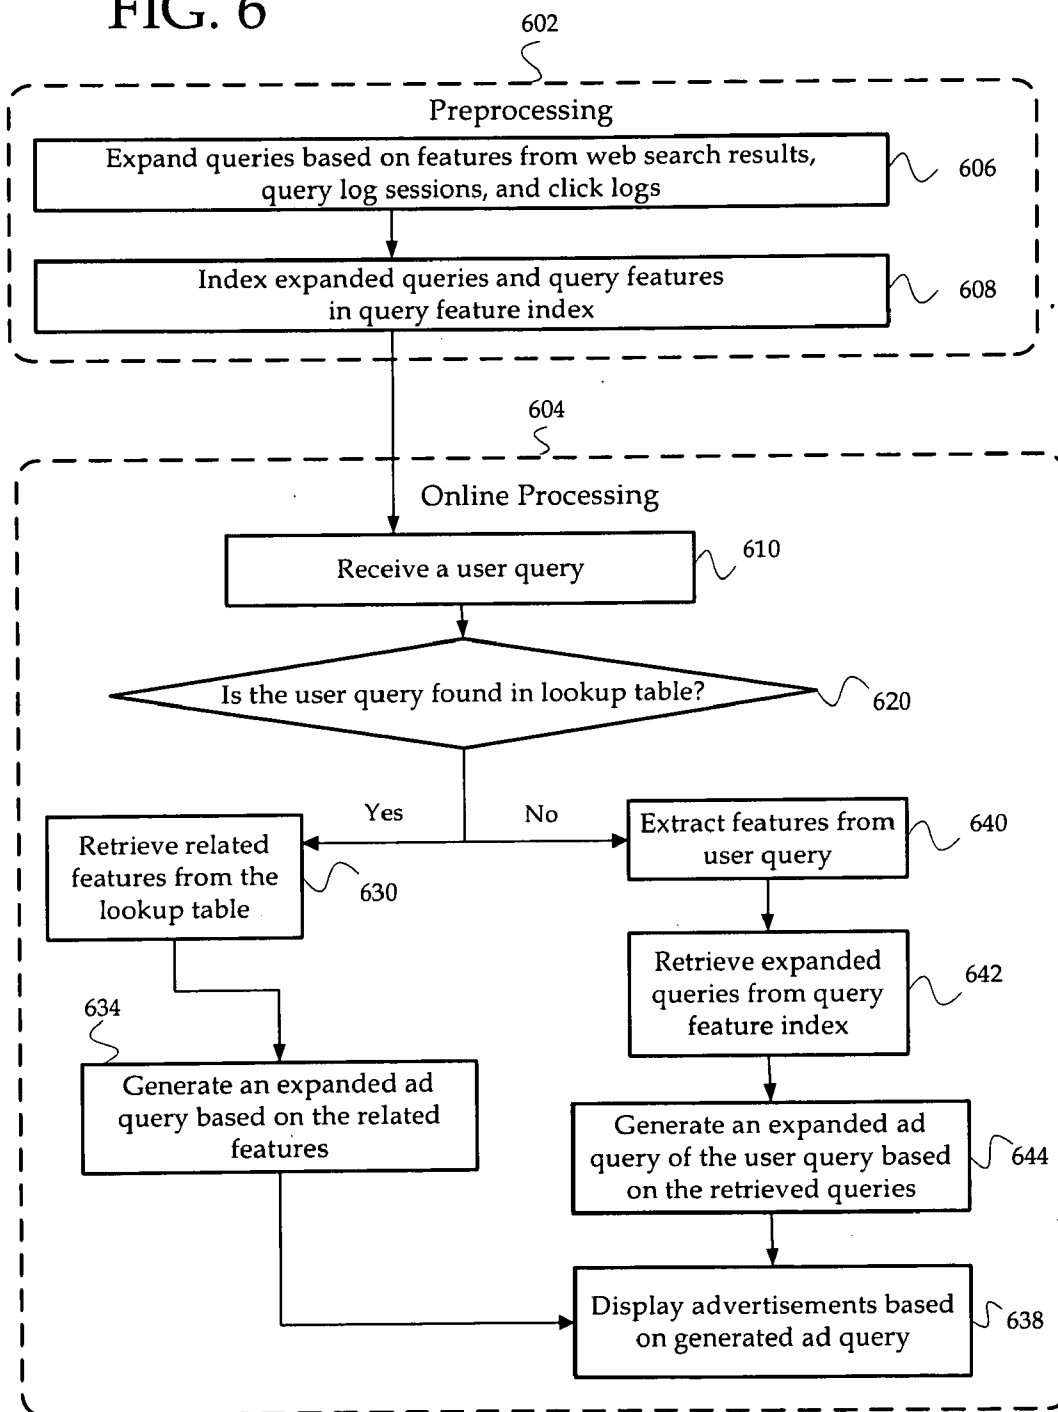 FIG. 6
602
Preprocessing
Expand queries based on features from web search results,
query log sessions, and click logs
606
Index expanded queries and query features
in query feature index
608
604
Online Processing
Receive a user query
610
Is the user query found in lookup table?
620
Yes
No
Retrieve related
features from the
lookup table
630
Extract features from
user query
640
Retrieve expanded
queries from query
feature index
642
634
Generate an expanded ad
query based on the related
features
Generate an expanded ad
query of the user query based
on the retrieved queries
644
Display advertisements based
on generated ad query
638